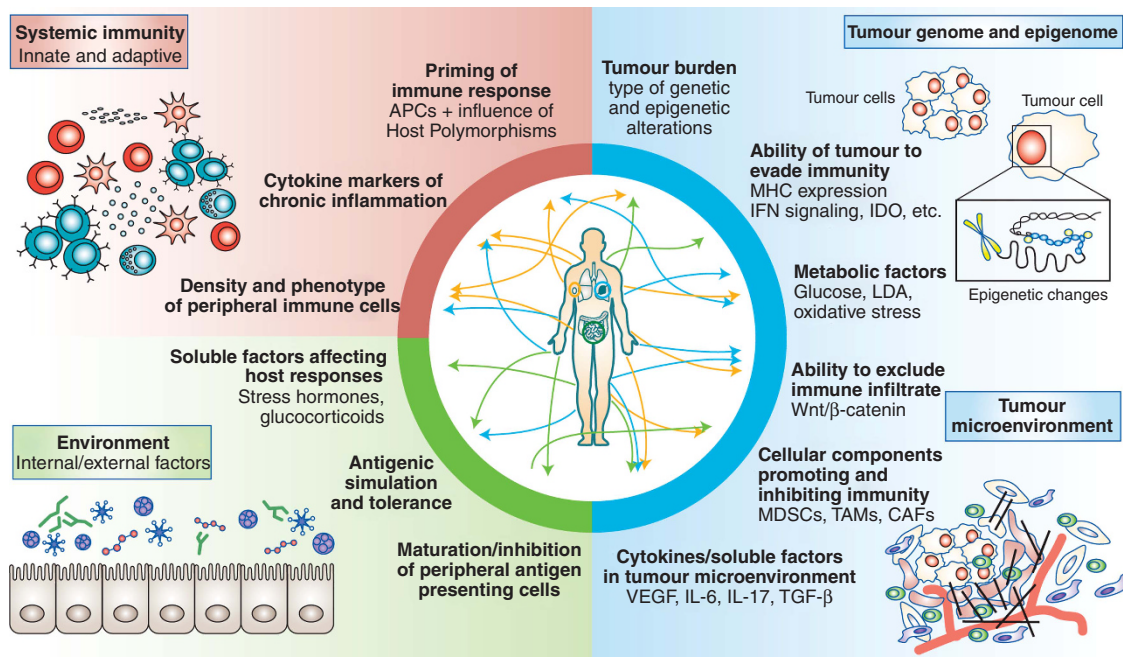 Systemic immunity
Innate and adaptive
Priming of
immune response
APCs + influence of
Host Polymorphisms
Cytokine markers of
chronic inflammation
Density and phenotype
of peripheral immune cells
Tumour burden
type of genetic
and epigenetic
alterations
Tumour genome and epigenome
Tumour cells
Tumour cell
Epigenetic changes
Ability of tumour to
evade immunity
MHC expression
IFN signaling, IDO, etc.
Metabolic factors
Glucose, LDA,
oxidative stress
Ability to exclude
immune infiltrate
Wnt/β-catenin
Tumour
microenvironment
Cellular components
promoting and
inhibiting immunity
MDSCs, TAMs, CAFs
Cytokines/soluble factors
in tumour microenvironment
VEGF, IL-6, IL-17, TGF-β
Soluble factors affecting
host responses
Stress hormones,
glucocorticoids
Environment
Internal/external factors
Antigenic
simulation
and tolerance
Maturation/inhibition
of peripheral antigen
presenting cells